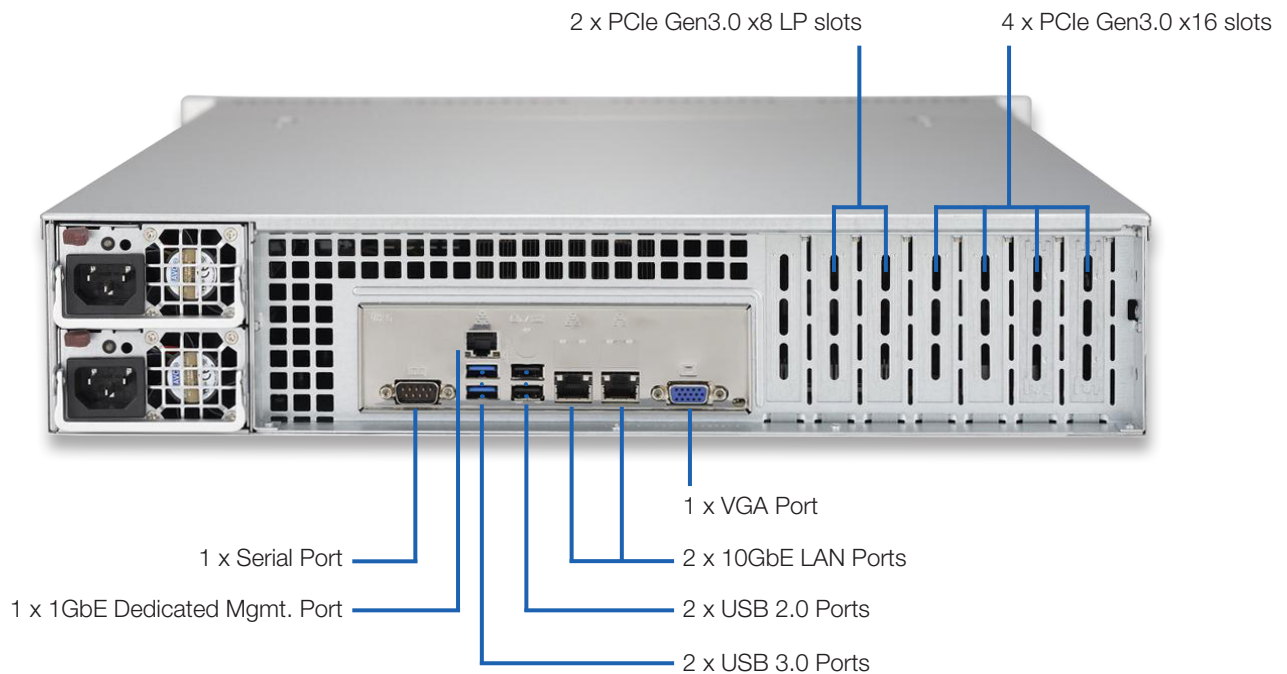 2 x PCIe Gen3.0 x8 LP slots
4 x PCIe Gen3.0 x16 slots
1 x VGA Port
1 x Serial Port
2 x 10GbE LAN Ports
1 x 1GbE Dedicated Mgmt. Port
2 x USB 2.0 Ports
2 x USB 3.0 Ports